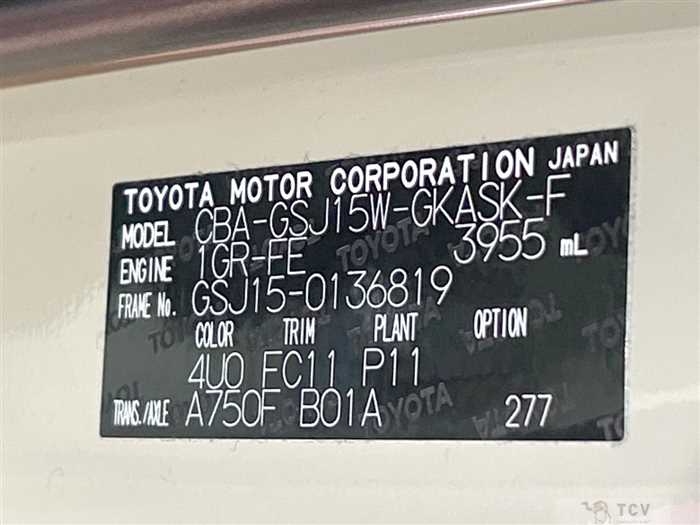 TOYOTA MOTOR CORPORATION JAPAN
MODEL CBA-GSJ15W-GKASK-F
ENGINE 1GR-FE 3955 mL
FRAME No. GSJ15-0136819
COLOR TRIM PLANT OPTION
4U0 EC11 P11
TRANS./AXLE A750F B01A 277
TCV